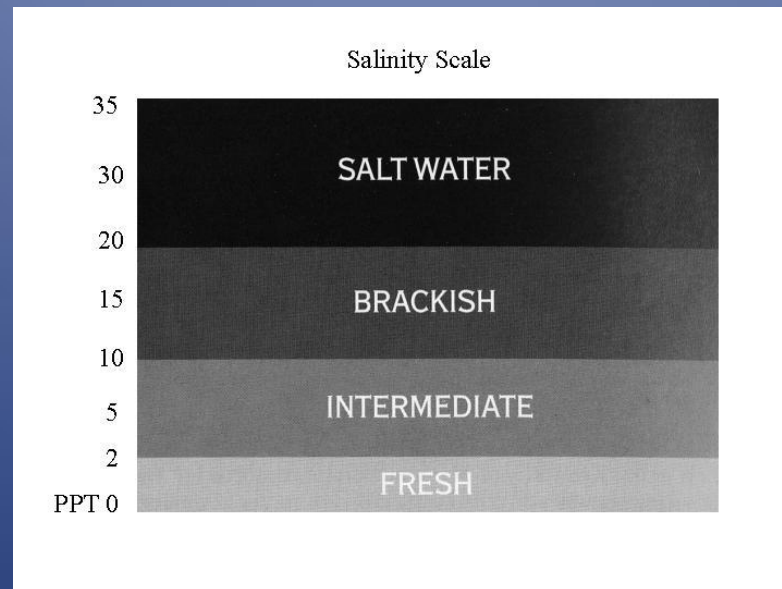 Salinity Scale
35
SALT WATER
30
20
15
BRACKISH
10
INTERMEDIATE
5
2
FRESH
PPT 0